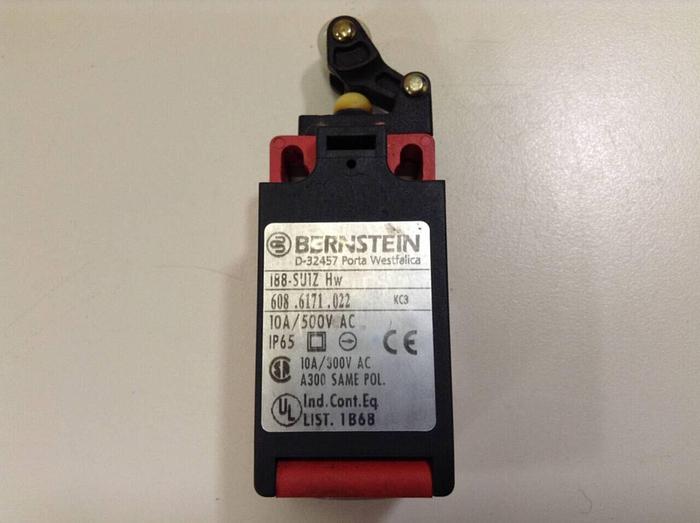 BERNSTEIN
D-32457 Porta Westfalica
I88-SU1Z Hw
608.6171.022 KC3
10A/500V AC
IP65 CE
10A/300V AC
A300 SAME POL.
UL Ind.Cont.Eq
LIST. 1B68